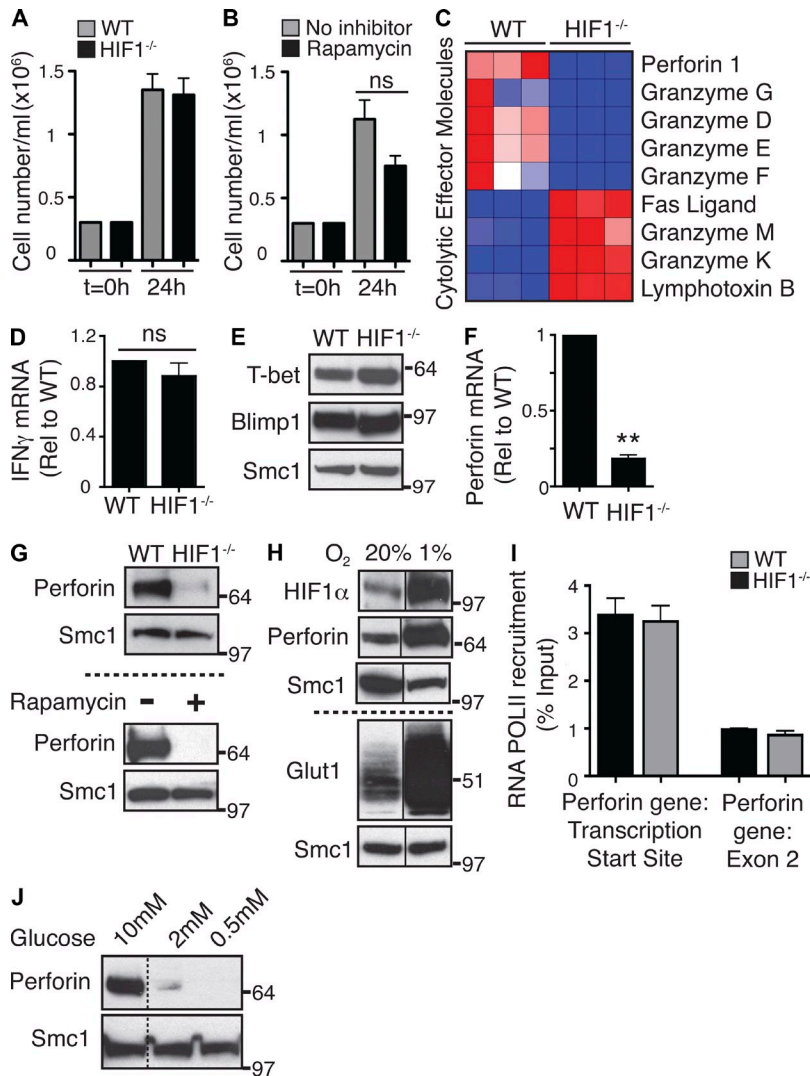 A
WT
HIF1-/-
Cell number/ml (x10⁶)
1.5
1
0.5
0
t=0h 24h
B
No inhibitor
Rapamycin
Cell number/ml (x10⁶)
1.5
1
0.5
0
ns
t=0h 24h
C
WT HIF1-/-
Cytolytic Effector Molecules
Perforin 1
Granzyme G
Granzyme D
Granzyme E
Granzyme F
Fas Ligand
Granzyme M
Granzyme K
Lymphotoxin B
D
IFNγ mRNA
(Rel to WT)
1.2
0.8
0.4
0
ns
WT
HIF1-/-
E
WT HIF1-/-
T-bet 64
Blimp1 97
Smc1
97
F
Perforin mRNA
(Rel to WT)
1
0.5
0
**
WT
HIF1-/-
G
WT HIF1-/-
Perforin 64
Smc1
97
Rapamycin - +
Perforin 64
Smc1
97
H
O₂ 20% 1%
HIF1α 97
Perforin 64
Smc1
97
Glut1 51
Smc1
97
I
WT
HIF1-/-
RNA POLII recruitment
(% Input)
4
3
2
1
0
Perforin gene:
Transcription
Start Site
Perforin
gene:
Exon 2
J
Glucose 10mM 2mM 0.5mM
Perforin 64
Smc1
97